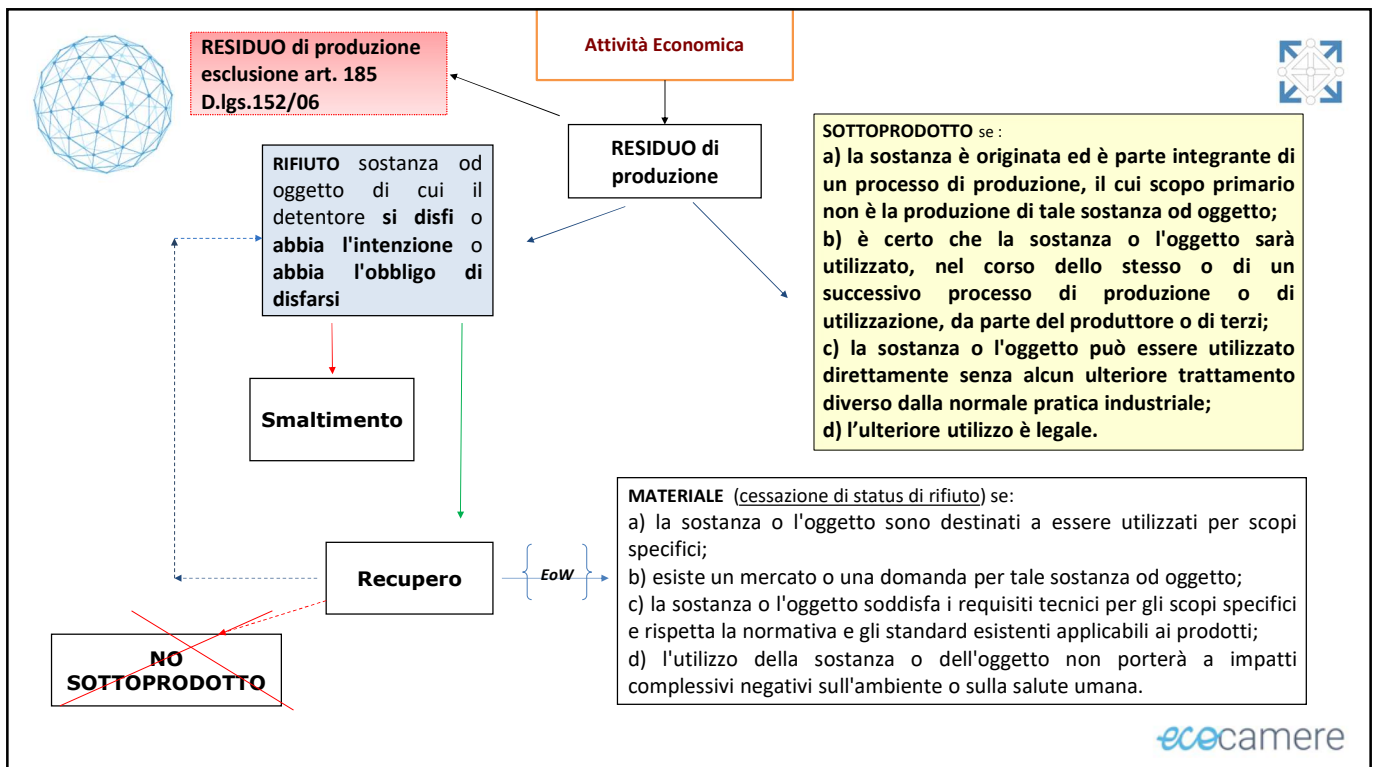 Attività Economica
RESIDUO di produzione
esclusione art. 185
D.lgs.152/06
RESIDUO di
produzione
RIFIUTO sostanza od
oggetto di cui il
detentore si disfi o
abbia l'intenzione o
abbia l'obbligo di
disfarsi
SOTTOPRODOTTO se :
a) la sostanza è originata ed è parte integrante di
un processo di produzione, il cui scopo primario
non è la produzione di tale sostanza od oggetto;
b) è certo che la sostanza o l'oggetto sarà
utilizzato, nel corso dello stesso o di un
successivo processo di produzione o di
utilizzazione, da parte del produttore o di terzi;
c) la sostanza o l'oggetto può essere utilizzato
direttamente senza alcun ulteriore trattamento
diverso dalla normale pratica industriale;
d) l’ulteriore utilizzo è legale.
Smaltimento
Recupero
EoW
MATERIALE (cessazione di status di rifiuto) se:
a) la sostanza o l'oggetto sono destinati a essere utilizzati per scopi
specifici;
b) esiste un mercato o una domanda per tale sostanza od oggetto;
c) la sostanza o l'oggetto soddisfa i requisiti tecnici per gli scopi specifici
e rispetta la normativa e gli standard esistenti applicabili ai prodotti;
d) l'utilizzo della sostanza o dell'oggetto non porterà a impatti
complessivi negativi sull'ambiente o sulla salute umana.
NO
SOTTOPRODOTTO
ecocamere